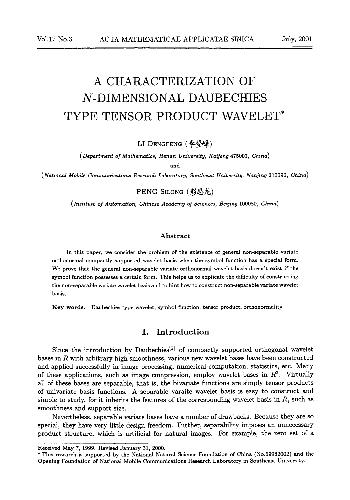 Vol.17 No.3 ACTA MATHEMATICAE APPLICATAE SINICA July, 2001
A CHARACTERIZATION OF
N-DIMENSIONAL DAUBECHIES
TYPE TENSOR PRODUCT WAVELET*
LI DENGFENG (李登峰)
(Department of Mathematics, Henan University, Kaifeng 475001, China)
and
(National Mobile Communications Research Laboratory, Southeast University, Nanjing 210096, China)
PENG SILONG (彭思龙)
(Institute of Automation, Chinese Academy of Sciences, Beijing 100080, China)
Abstract
In this paper, we consider the problem of the existence of general non-separable variate
orthonormal compactly supported wavelet basis when the symbol function has a special form.
We prove that the general non-separable variate orthonormal wavelet basis doesn't exist if the
symbol function possesses a certain form. This helps us to explicate the difficulty of constructing
the non-separable variate wavelet basis and to hint how to construct non-separable variate wavelet
basis.
Key words. Daubechies type wavelet, symbol function, tensor product, orthonormality
1. Introduction
Since the introduction by Daubechies[1] of compactly supported orthogonal wavelet
bases in R with arbitrary high smoothness, various new wavelet bases have been constructed
and applied successfully in image processing, numerical computation, statistics, etc. Many
of these applications, such as image compression, employ wavelet bases in R². Virtually
all of these bases are separable, that is, the bivariate functions are simply tensor products
of univariate basis functions. A separable variate wavelet basis is easy to construct and
simple to study, for it inherits the features of the corresponding wavelet basis in R, such as
smoothness and support size.
Nevertheless, separable variate bases have a number of drawbacks. Because they are so
special, they have very little design freedom. Further, separability imposes an unnecessary
product structure, which is artificial for natural images. For example, the zero set of a
Received May 7, 1999. Revised January 31, 2000.
* This research is supported by the National Natural Science Foundation of China (No.69982002) and the
Opening Foundation of National Mobile Communications Research Laboratory in Southeast University.